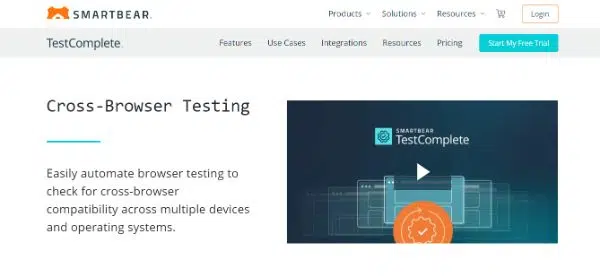 SMARTBEAR
Products Solutions Resources Login
TestComplete
Features Use Cases Integrations Resources Pricing Start My Free Trial
Cross-Browser Testing
Easily automate browser testing to
check for cross-browser
compatibility across multiple devices
and operating systems.
SMARTBEAR
TestComplete